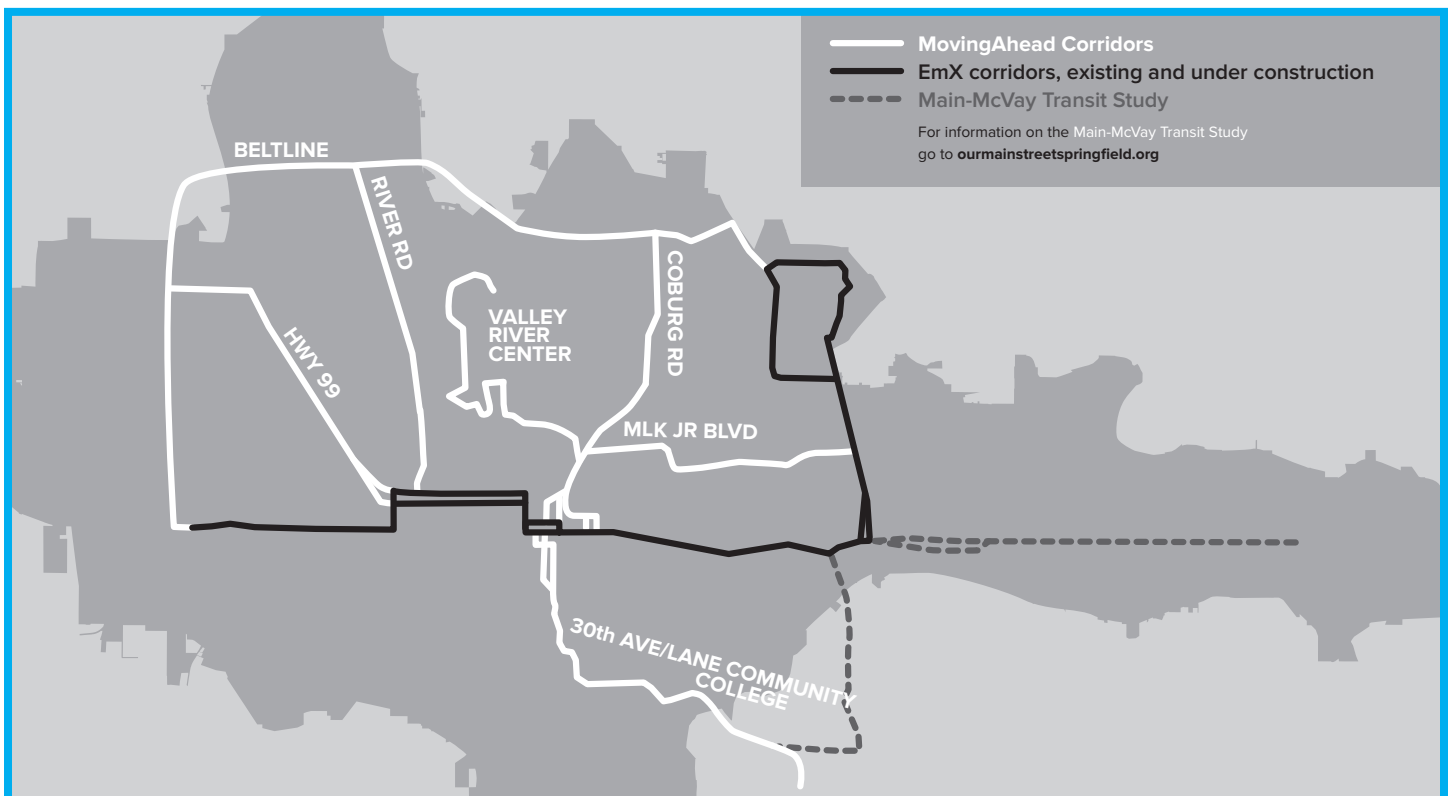 MovingAhead Corridors
EmX corridors, existing and under construction
Main-McVay Transit Study
For information on the Main-McVay Transit Study
go to ourmainstreetspringfield.org
BELTLINE
RIVER RD
COBURG RD
VALLEY
RIVER
CENTER
HWY 99
MLK JR BLVD
30th AVE/LANE COMMUNITY
COLLEGE